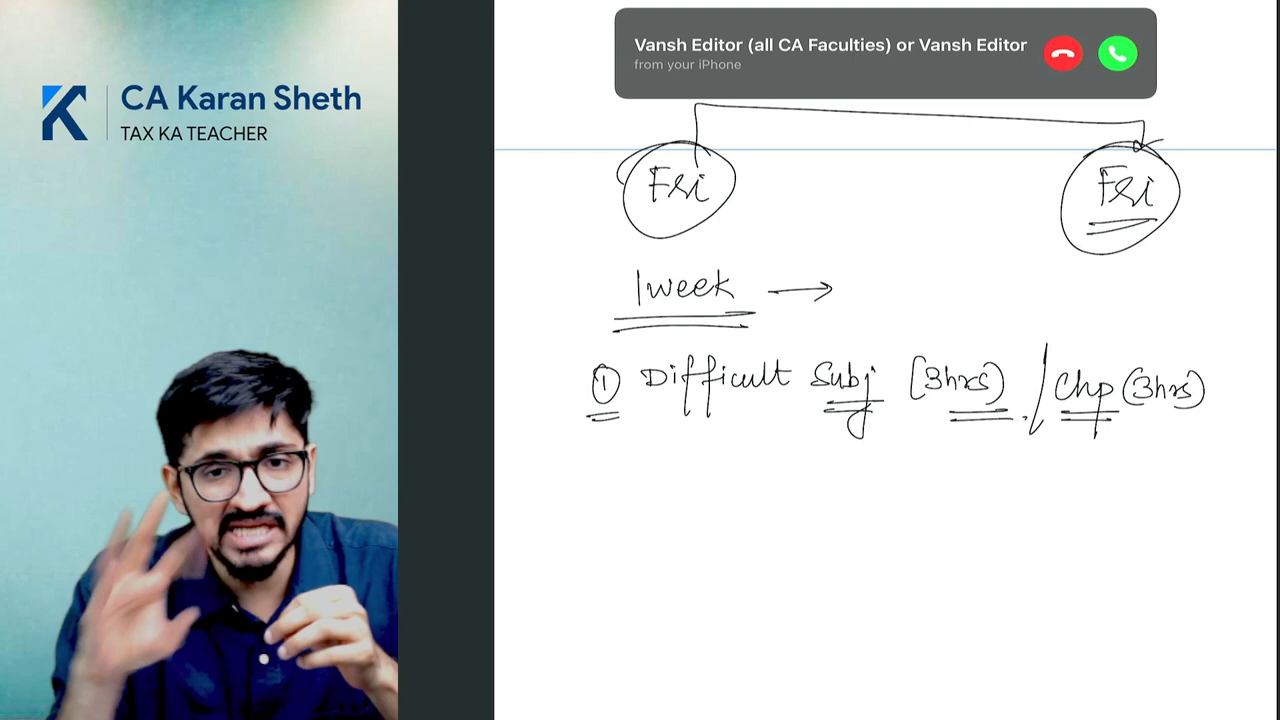 CA Karan Sheth
TAX KA TEACHER
Vansh Editor (all CA Faculties) or Vansh Editor
from your iPhone
Fri Fri
1week →
① Difficult Subj (3hrs) / Chp (3hrs)